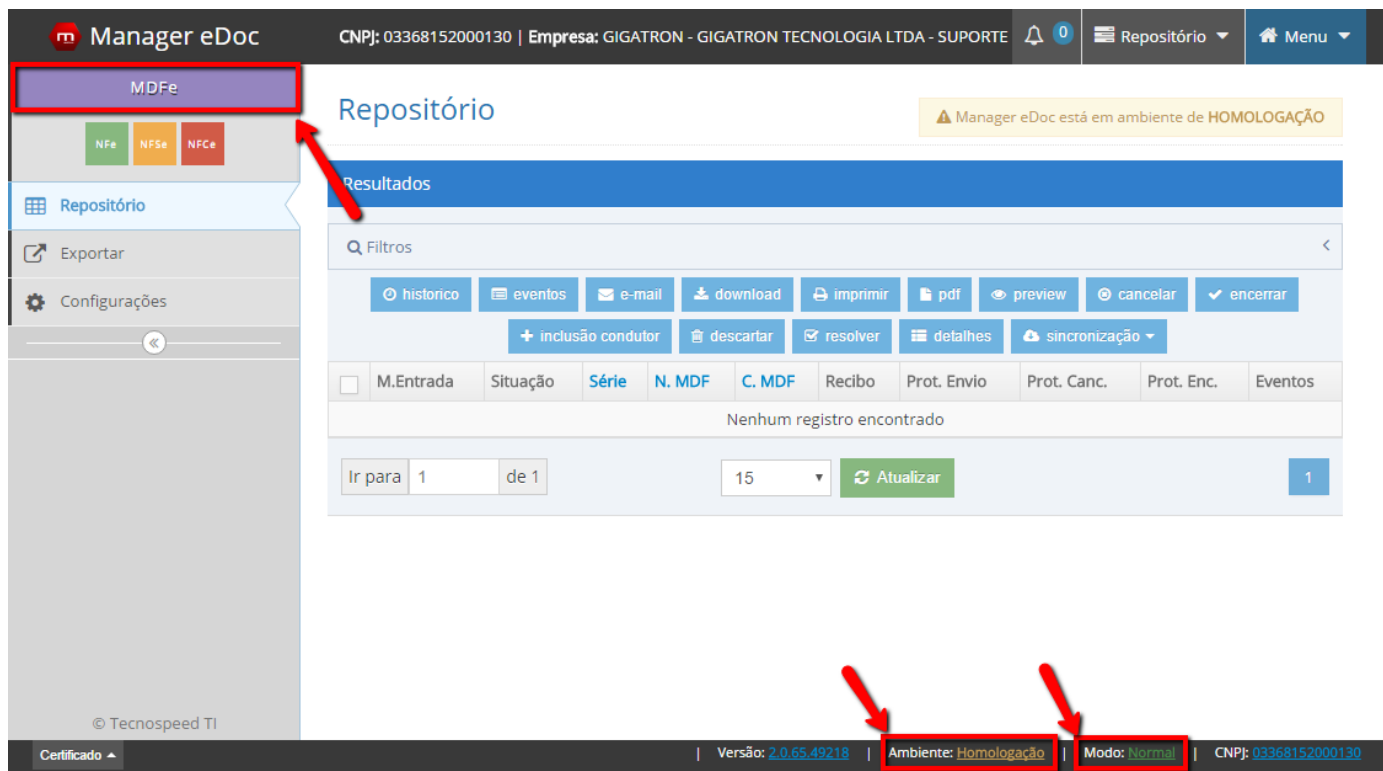 m Manager eDoc
CNPJ: 03368152000130 | Empresa: GIGATRON - GIGATRON TECNOLOGIA LTDA - SUPORTE 0 Repositório Menu
MDFe
NFe NFSe NFCe
Repositório
Exportar
Configurações
© Tecnospeed TI
Repositório
Manager eDoc está em ambiente de HOMOLOGAÇÃO
Resultados
Filtros
historico eventos e-mail download imprimir pdf preview cancelar encerrar
inclusão condutor descartar resolver detalhes sincronização
M.Entrada Situação Série N. MDF C. MDF Recibo Prot. Envio Prot. Canc. Prot. Enc. Eventos
Nenhum registro encontrado
Ir para 1 de 1 15 Atualizar 1
Certificado | Versão: 2.0.65.49218 | Ambiente: Homologação | Modo: Normal | CNPJ: 03368152000130